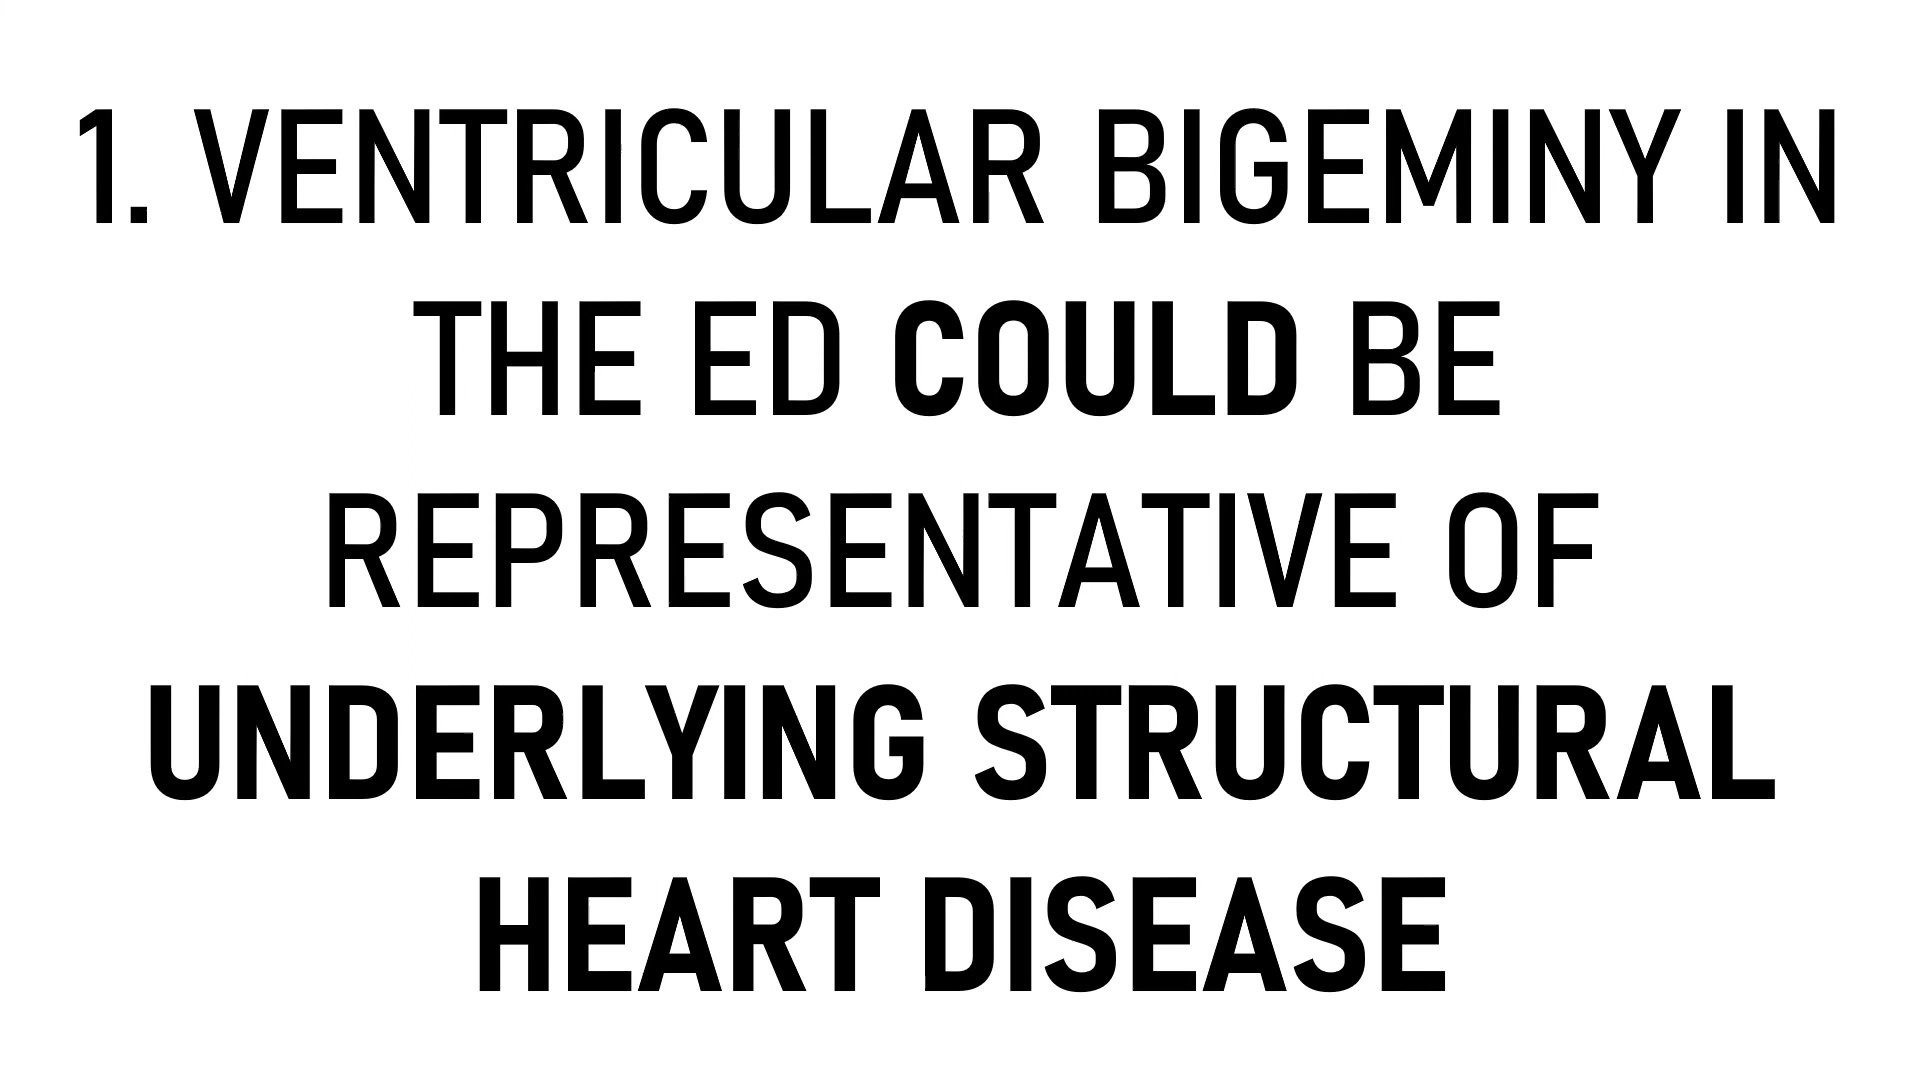 1. VENTRICULAR BIGEMINY IN
THE ED COULD BE
REPRESENTATIVE OF
UNDERLYING STRUCTURAL
HEART DISEASE